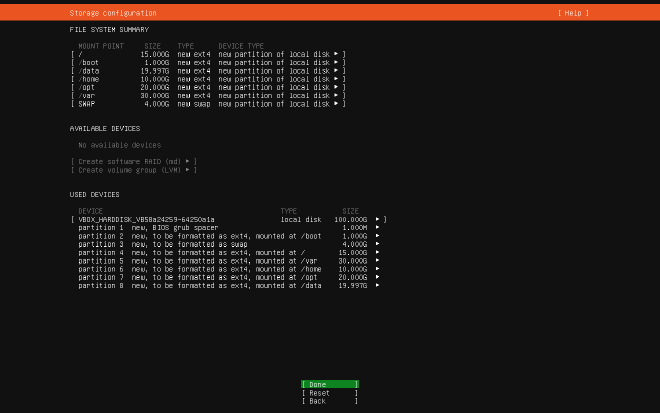 Storage configuration [ Help ]
FILE SYSTEM SUMMARY
MOUNT POINT SIZE TYPE DEVICE TYPE
[ / 15.000G new ext4 new partition of local disk ▸ ]
[ /boot 1.000G new ext4 new partition of local disk ▸ ]
[ /data 19.997G new ext4 new partition of local disk ▸ ]
[ /home 10.000G new ext4 new partition of local disk ▸ ]
[ /opt 20.000G new ext4 new partition of local disk ▸ ]
[ /var 30.000G new ext4 new partition of local disk ▸ ]
[ SWAP 4.000G new swap new partition of local disk ▸ ]
AVAILABLE DEVICES
No available devices
[ Create software RAID (md) ▸ ]
[ Create volume group (LVM) ▸ ]
USED DEVICES
DEVICE TYPE SIZE
[ VBOX_HARDDISK_VB58a24259-64250a1a local disk 100.000G ▸ ]
partition 1 new, BIOS grub spacer 1.000M ▸
partition 2 new, to be formatted as ext4, mounted at /boot 1.000G ▸
partition 3 new, to be formatted as swap 4.000G ▸
partition 4 new, to be formatted as ext4, mounted at / 15.000G ▸
partition 5 new, to be formatted as ext4, mounted at /var 30.000G ▸
partition 6 new, to be formatted as ext4, mounted at /home 10.000G ▸
partition 7 new, to be formatted as ext4, mounted at /opt 20.000G ▸
partition 8 new, to be formatted as ext4, mounted at /data 19.997G ▸
[ Done ]
[ Reset ]
[ Back ]